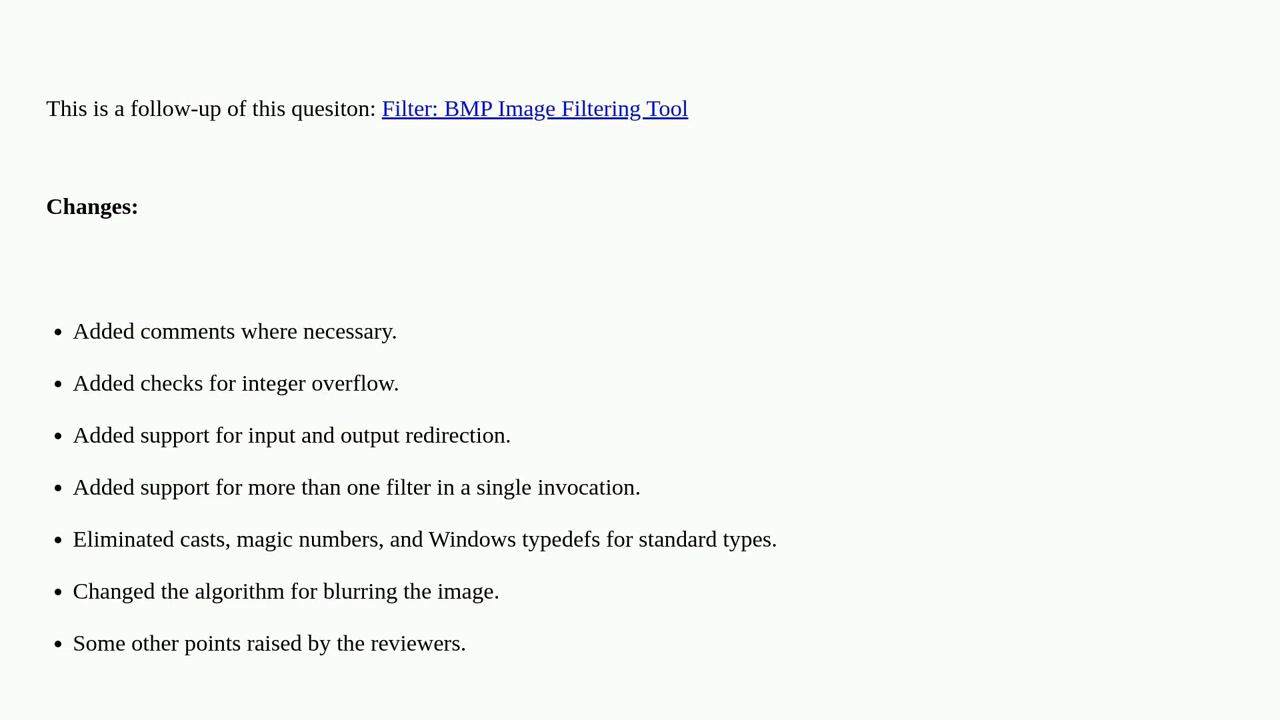 This is a follow-up of this quesiton: Filter: BMP Image Filtering Tool
Changes:
• Added comments where necessary.
• Added checks for integer overflow.
• Added support for input and output redirection.
• Added support for more than one filter in a single invocation.
• Eliminated casts, magic numbers, and Windows typedefs for standard types.
• Changed the algorithm for blurring the image.
• Some other points raised by the reviewers.